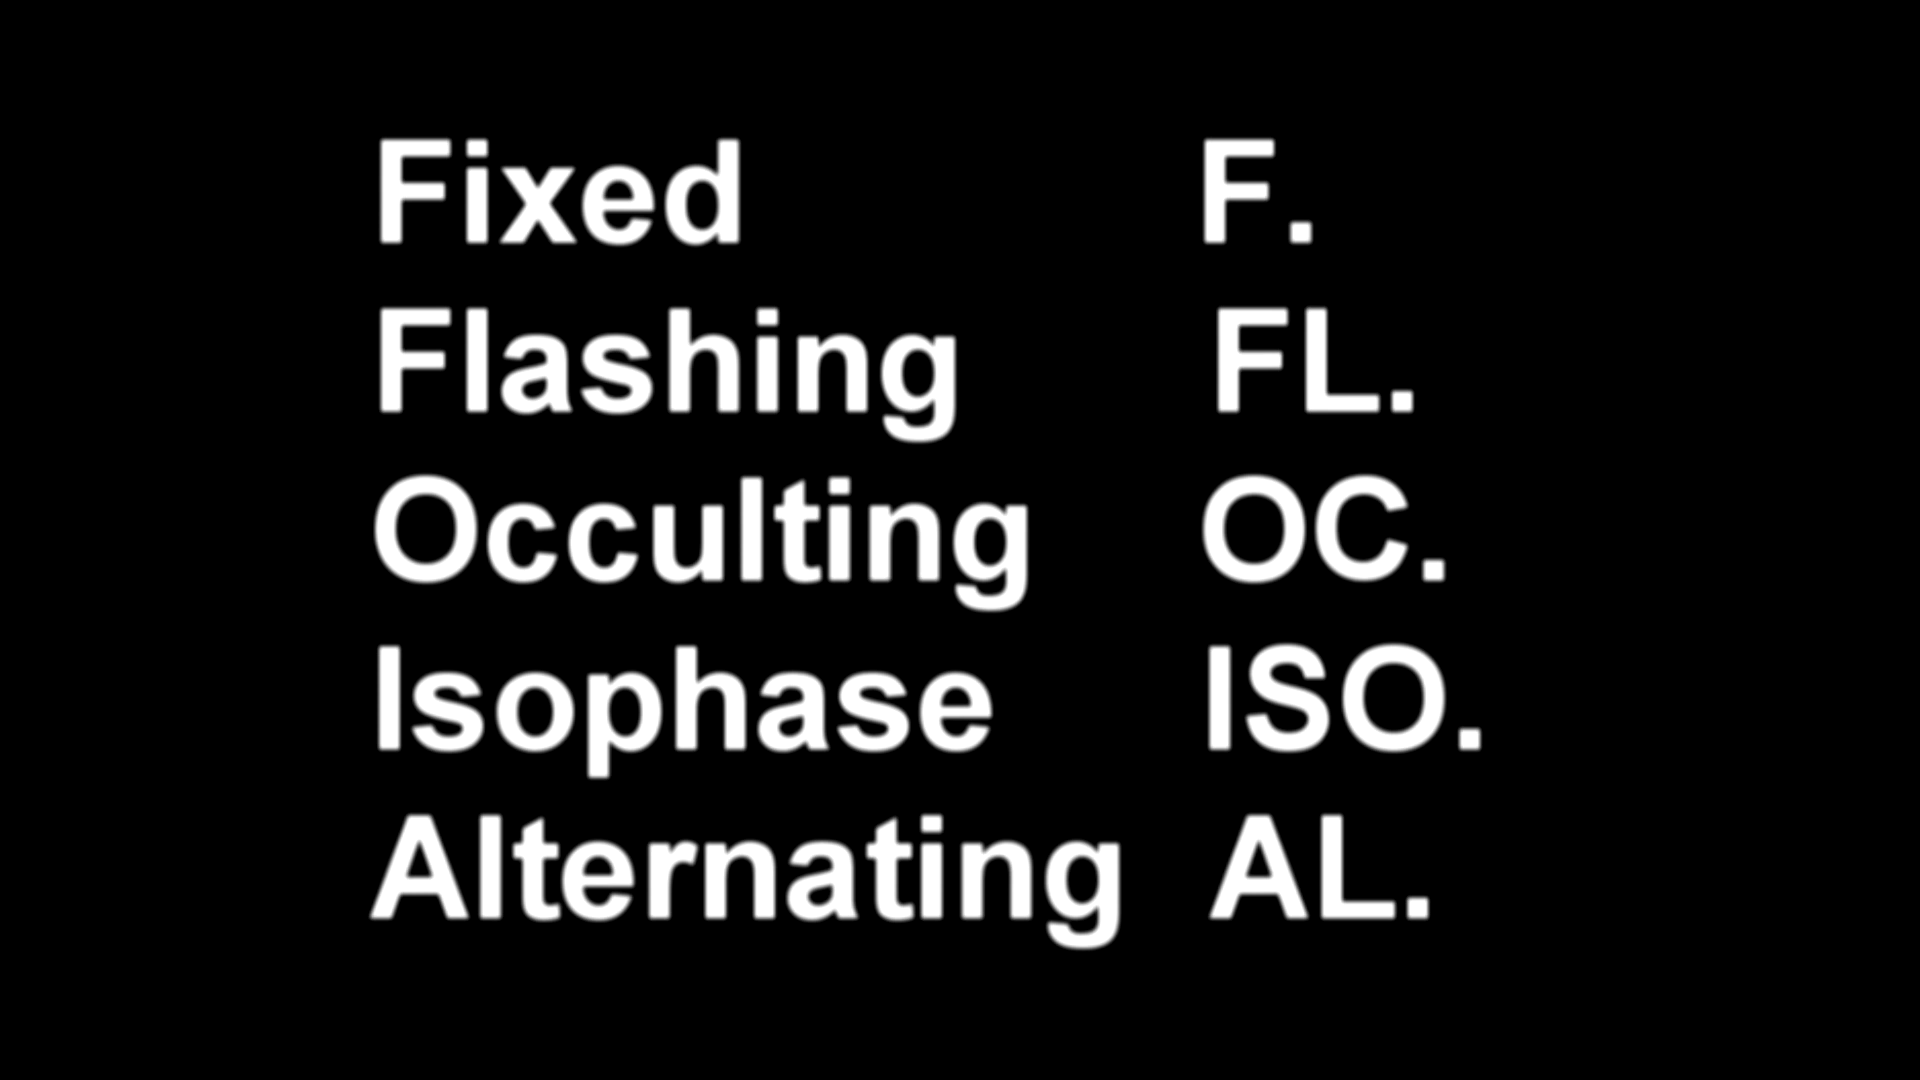 Fixed F.
Flashing FL.
Occulting OC.
Isophase ISO.
Alternating AL.